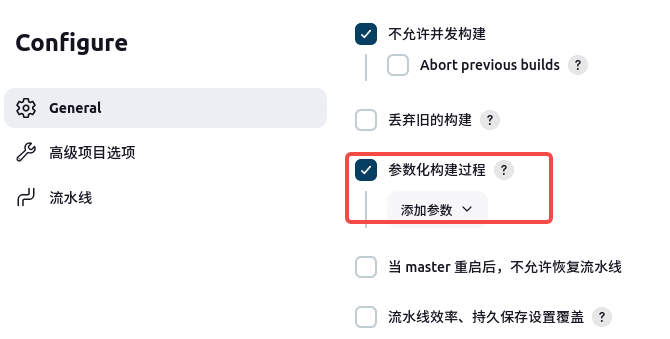 Configure
General
高级项目选项
流水线
不允许并发构建
Abort previous builds ?
丢弃旧的构建 ?
参数化构建过程 ?
添加参数
当 master 重启后，不允许恢复流水线
流水线效率、持久保存设置覆盖 ?